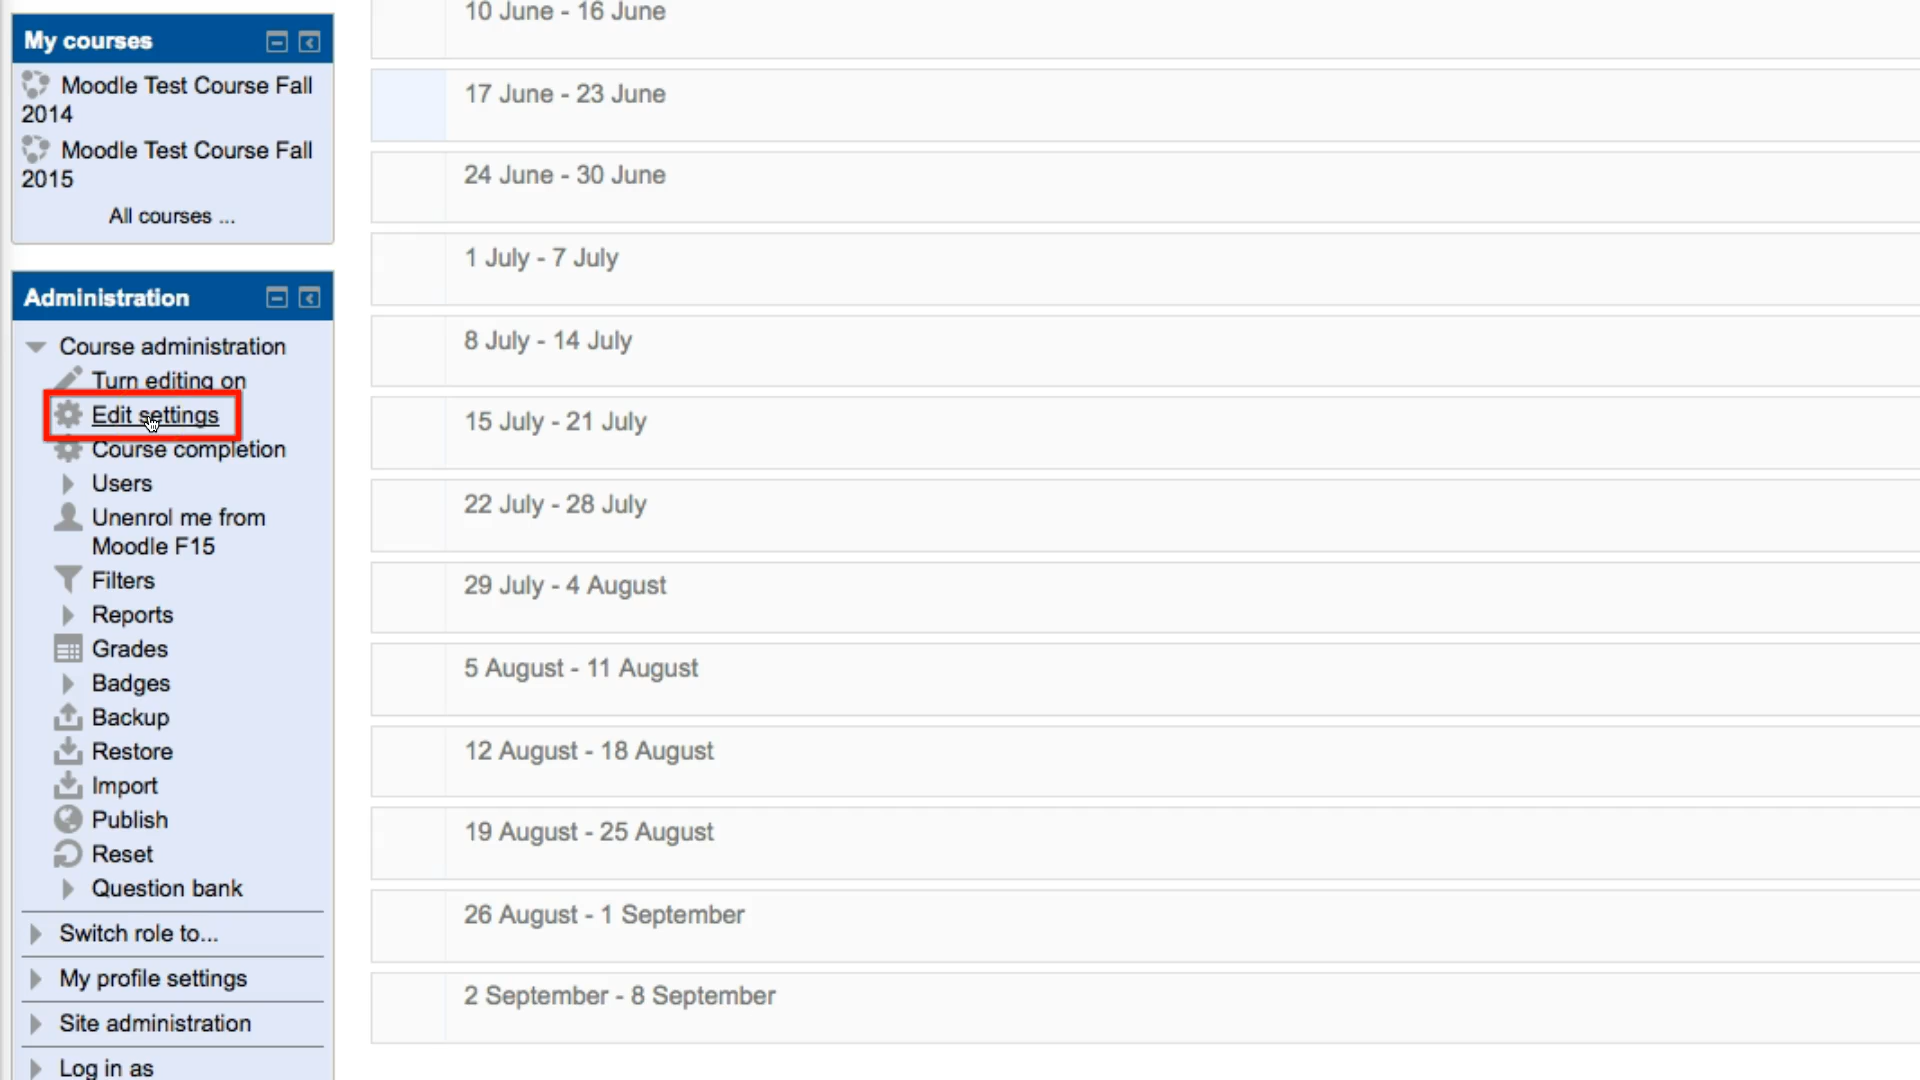 My courses
Moodle Test Course Fall
2014
Moodle Test Course Fall
2015
All courses ...
Administration
Course administration
Turn editing on
Edit settings
Course completion
Users
Unenrol me from
Moodle F15
Filters
Reports
Grades
Badges
Backup
Restore
Import
Publish
Reset
Question bank
Switch role to...
My profile settings
Site administration
Log in as
10 June - 16 June
17 June - 23 June
24 June - 30 June
1 July - 7 July
8 July - 14 July
15 July - 21 July
22 July - 28 July
29 July - 4 August
5 August - 11 August
12 August - 18 August
19 August - 25 August
26 August - 1 September
2 September - 8 September